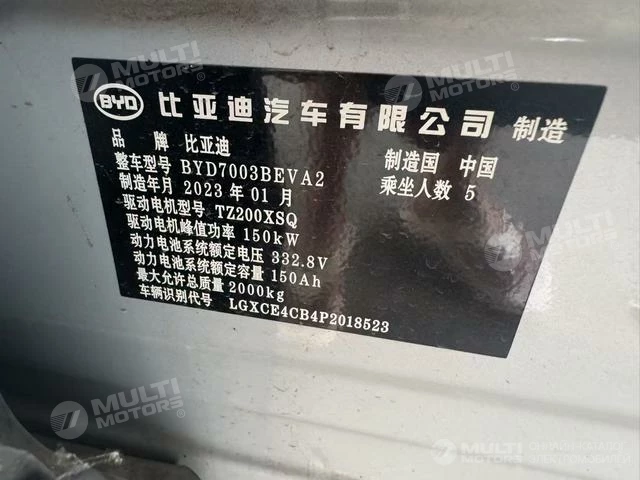 MULTI MOTORS
MULTI MOTORS
MULTI MOTORS
BYD 比亚迪汽车有限公司 制造
品 牌 比亚迪
整车型号 BYD7003BEVA2 制造国 中国
制造年月 2023 年 01 月 乘坐人数 5
驱动电机型号 TZ200XSQ
驱动电机峰值功率 150kW
动力电池系统额定电压 332.8V
动力电池系统额定容量 150Ah
最大允许总质量 2000kg
车辆识别代号 LGXCE4CB4P2018523
MULTI MOTORS
MULTI MOTORS
MULTI MOTORS
ОНЛАЙН-КАТАЛОГ
ЭЛЕКТРОМОБИЛЕЙ